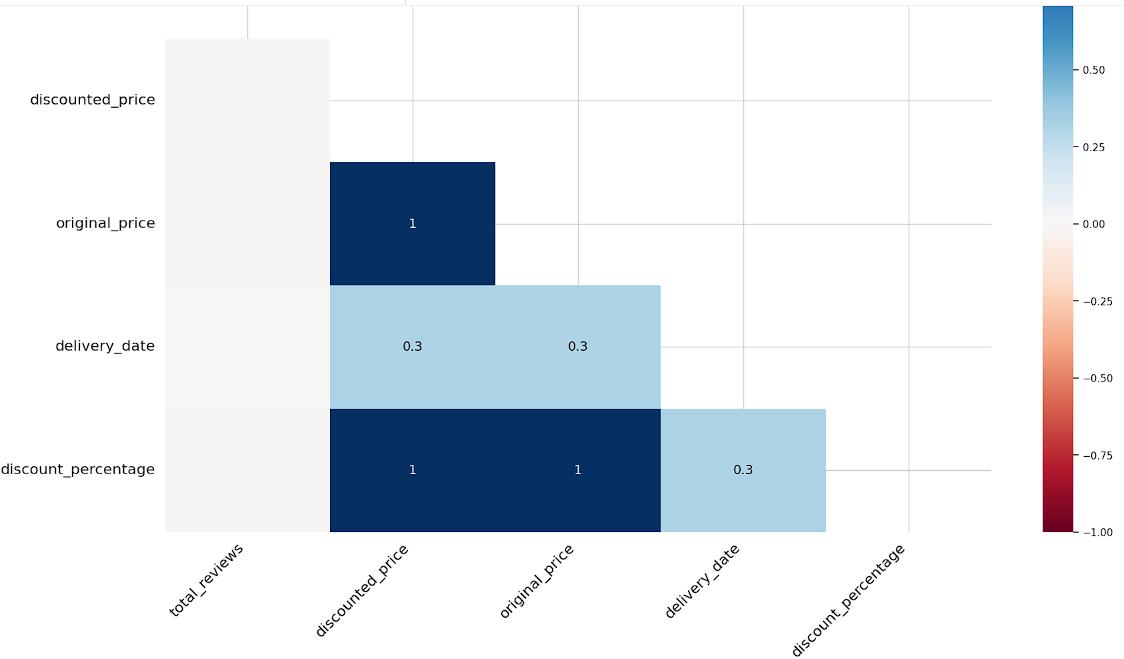 discounted_price
original_price
1
delivery_date
0.3
0.3
discount_percentage
1
1
0.3
total_reviews
discounted_price
original_price
delivery_date
discount_percentage
0.50
0.25
0.00
−0.25
−0.50
−0.75
−1.00